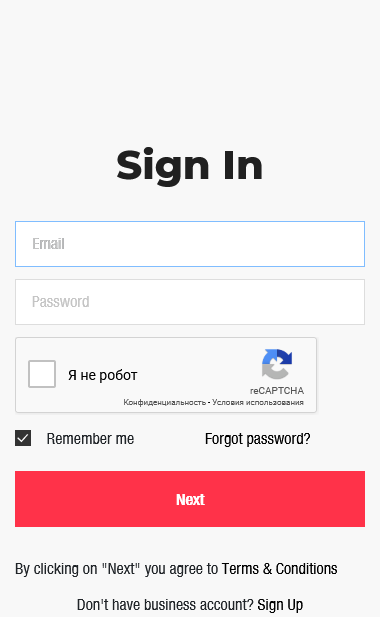 Sign In
Email
Password
Я не робот
reCAPTCHA
Конфиденциальность - Условия использования
Remember me Forgot password?
Next
By clicking on "Next" you agree to Terms & Conditions
Don't have business account? Sign Up